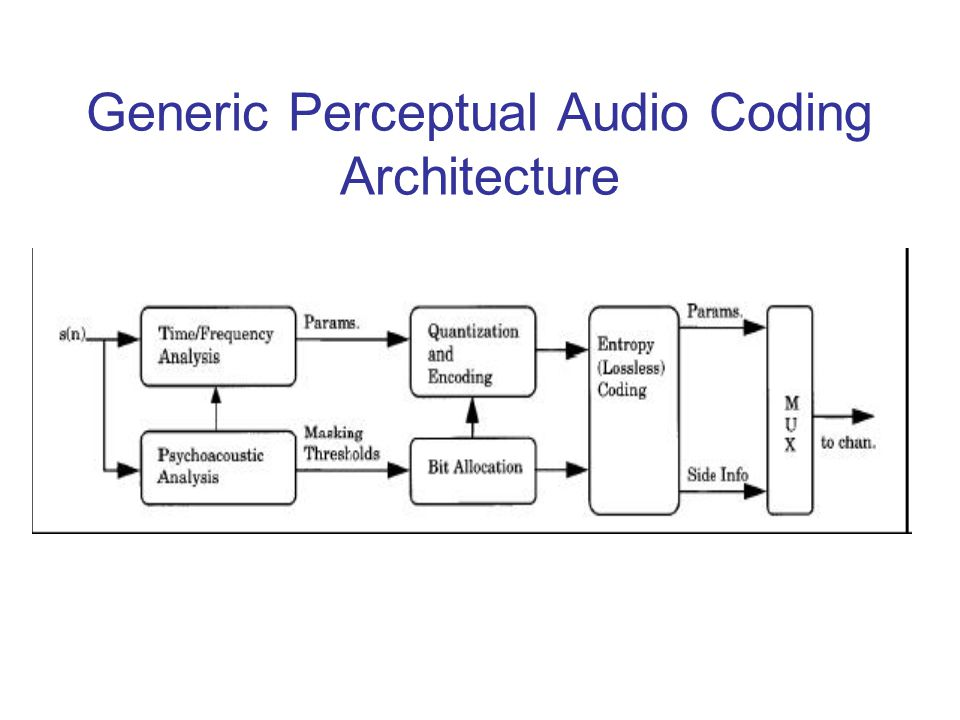 Generic Perceptual Audio Coding
Architecture
s(n)
Time/Frequency
Analysis
Params.
Quantization
and
Encoding
Entropy
(Lossless)
Coding
Params.
M
U
X
to chan.
Psychoacoustic
Analysis
Masking
Thresholds
Bit Allocation
Side Info